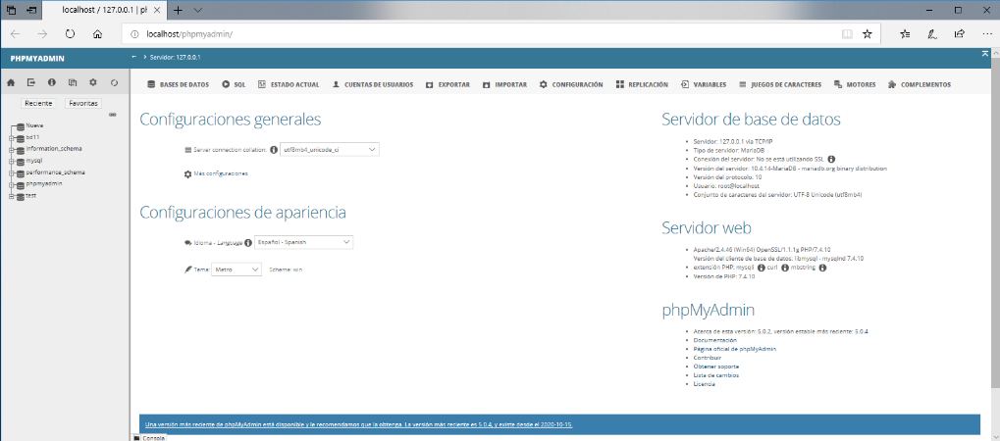 localhost / 127.0.0.1 | ph
localhost/phpmyadmin/
PHPMYADMIN
Servidor: 127.0.0.1
BASES DE DATOS SQL ESTADO ACTUAL CUENTAS DE USUARIOS EXPORTAR IMPORTAR CONFIGURACIÓN REPLICACIÓN VARIABLES JUEGOS DE CARACTERES MOTORES COMPLEMENTOS
Reciente Favoritas
Nueva
bd11
information_schema
mysql
performance_schema
phpmyadmin
test
Configuraciones generales
Server connection collation: utf8mb4_unicode_ci
Más configuraciones
Configuraciones de apariencia
Idioma - Language Español - Spanish
Tema: Metro Scheme: win
Servidor de base de datos
Servidor: 127.0.0.1 via TCP/IP
Tipo de servidor: MariaDB
Conexión del servidor: No se está utilizando SSL
Versión del servidor: 10.4.14-MariaDB - mariadb.org binary distribution
Versión del protocolo: 10
Usuario: root@localhost
Conjunto de caracteres del servidor: UTF-8 Unicode (utf8mb4)
Servidor web
Apache/2.4.46 (Win64) OpenSSL/1.1.1g PHP/7.4.10
Versión del cliente de base de datos: libmysql - mysqlnd 7.4.10
extensión PHP: mysqli curl mbstring
Versión de PHP: 7.4.10
phpMyAdmin
Acerca de esta versión: 5.0.2, versión estable más reciente: 5.0.4
Documentación
Página oficial de phpMyAdmin
Contribuir
Obtener soporte
Lista de cambios
Licencia
Una versión más reciente de phpMyAdmin está disponible y le recomendamos que la obtenga. La versión más reciente es 5.0.4, y existe desde el 2020-10-15.
Consola